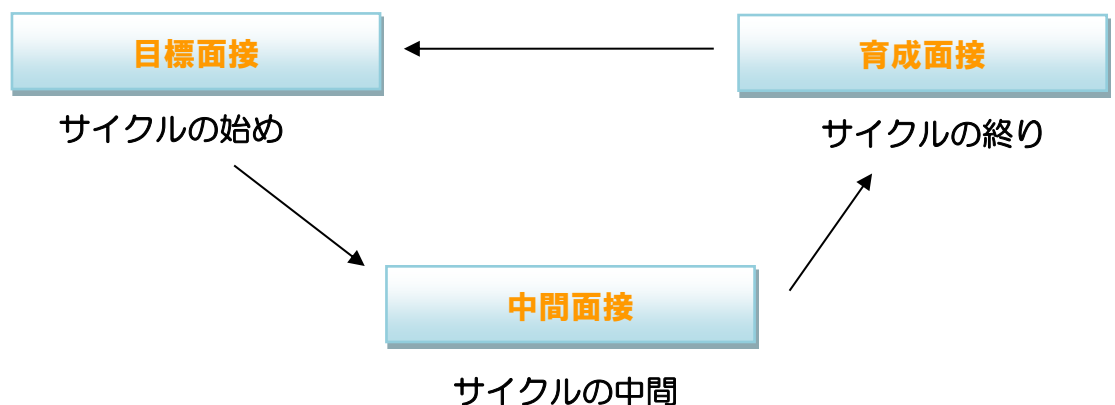 目標面接
育成面接
サイクルの始め
サイクルの終り
中間面接
サイクルの中間